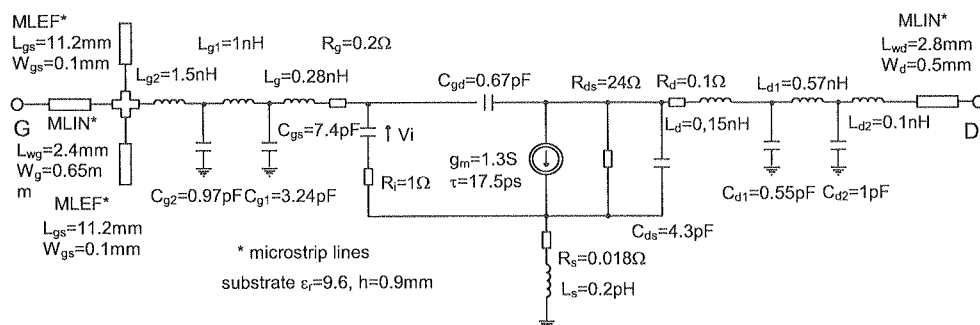 MLEF*
Lgs=11.2mm
Wgs=0.1mm
Lg1=1nH
Rg=0.2Ω
Lg2=1.5nH
Lg=0.28nH
Cgd=0.67pF
Rds=24Ω
Rd=0.1Ω
Ld1=0.57nH
MLIN*
Lwd=2.8mm
Wd=0.5mm
G
MLIN*
Lwg=2.4mm
Wg=0.65m
m
Cgs=7.4pF
Vi
Ri=1Ω
gm=1.3S
τ=17.5ps
Ld=0,15nH
Ld2=0.1nH
D
Cg2=0.97pF
Cg1=3.24pF
Cd1=0.55pF
Cd2=1pF
MLEF*
Lgs=11.2mm
Wgs=0.1mm
Cds=4.3pF
* microstrip lines
substrate εr=9.6, h=0.9mm
Rs=0.018Ω
Ls=0.2pH